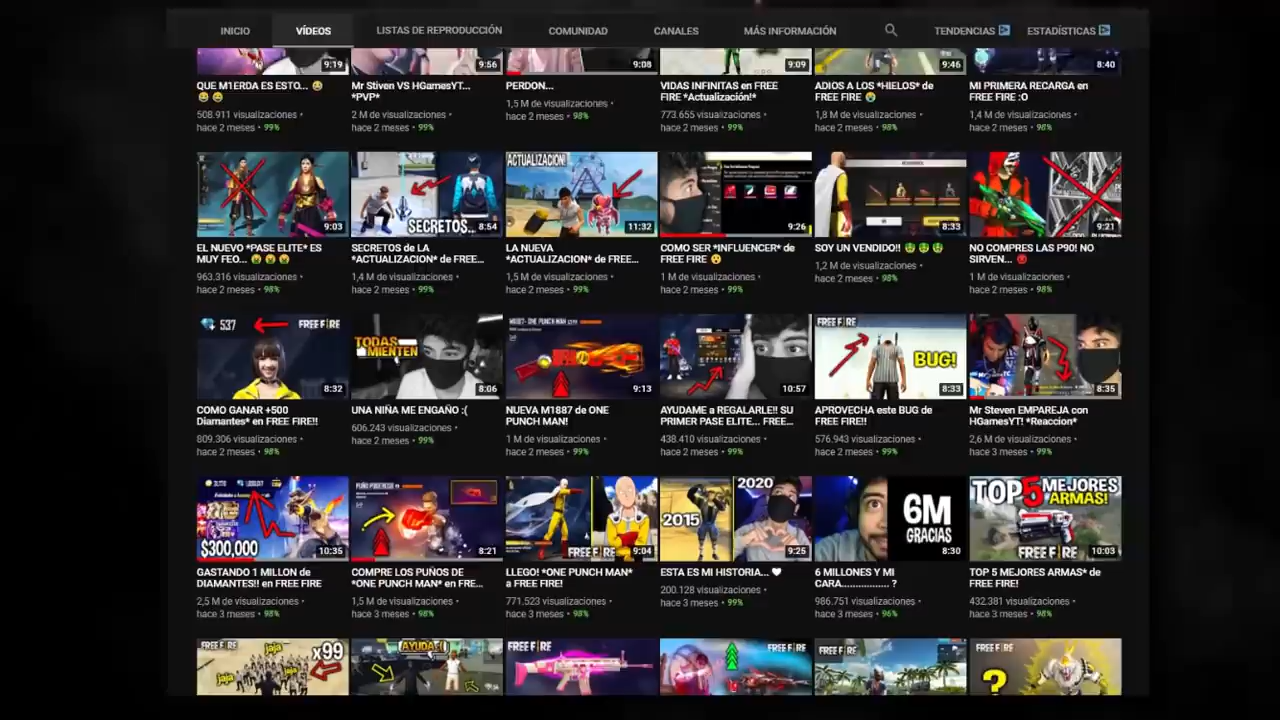 INICIO
VÍDEOS
LISTAS DE REPRODUCCIÓN
COMUNIDAD
CANALES
MÁS INFORMACIÓN
TENDENCIAS
ESTADÍSTICAS
9:19
9:56
9:08
9:09
9:46
8:40
QUE M1ERDA ES ESTO...
508.911 visualizaciones •
hace 2 meses • 99%
Mr Stiven VS HGamesYT...
*PVP*
2 M de visualizaciones •
hace 2 meses • 99%
PERDON...
1,5 M de visualizaciones •
hace 2 meses • 98%
VIDAS INFINITAS en FREE
FIRE *Actualización!*
773.655 visualizaciones •
hace 2 meses • 99%
ADIOS A LOS *HIELOS* de
FREE FIRE
1,8 M de visualizaciones •
hace 2 meses • 98%
MI PRIMERA RECARGA en
FREE FIRE :O
1,4 M de visualizaciones •
hace 2 meses • 98%
9:03
SECRETOS...
8:54
ACTUALIZACION!
11:32
9:26
8:33
9:21
EL NUEVO *PASE ELITE* ES
MUY FEO...
963.316 visualizaciones •
hace 2 meses • 98%
SECRETOS de LA
*ACTUALIZACION* de FREE...
1,4 M de visualizaciones •
hace 2 meses • 99%
LA NUEVA
*ACTUALIZACION* de FREE...
1,5 M de visualizaciones •
hace 2 meses • 99%
COMO SER *INFLUENCER* de
FREE FIRE
1 M de visualizaciones •
hace 2 meses • 99%
SOY UN VENDIDO!!
1,2 M de visualizaciones •
hace 2 meses • 98%
NO COMPRES LAS P90! NO
SIRVEN...
1 M de visualizaciones •
hace 2 meses • 98%
537
FREE FIRE
8:32
TODAS
MIENTEN
8:06
M1887- ONE PUNCH MAN
9:13
10:57
FREE FIRE
BUG!
8:33
8:35
COMO GANAR +500
Diamantes* en FREE FIRE!!
809.306 visualizaciones •
hace 2 meses • 98%
UNA NIÑA ME ENGAÑO :(
606.243 visualizaciones •
hace 2 meses • 99%
NUEVA M1887 de ONE
PUNCH MAN!
1 M de visualizaciones •
hace 2 meses • 99%
AYUDAME a REGALARLE!! SU
PRIMER PASE ELITE... FREE...
438.410 visualizaciones •
hace 2 meses • 99%
APROVECHA este BUG de
FREE FIRE!!
576.943 visualizaciones •
hace 2 meses • 99%
Mr Steven EMPAREJA con
HGamesYT! *Reaccion*
2,6 M de visualizaciones •
hace 3 meses • 99%
$300,000
10:35
PUÑO PODEROSO
8:21
FREE FIRE
9:04
2015
2020
9:25
6M
GRACIAS
8:30
TOP 5 MEJORES
ARMAS!
FREE FIRE
10:03
GASTANDO 1 MILLON de
DIAMANTES!! en FREE FIRE
2,5 M de visualizaciones •
hace 3 meses • 98%
COMPRE LOS PUÑOS DE
*ONE PUNCH MAN* en FRE...
1,5 M de visualizaciones •
hace 3 meses • 98%
LLEGO! *ONE PUNCH MAN*
a FREE FIRE!
771.523 visualizaciones •
hace 3 meses • 98%
ESTA ES MI HISTORIA...
200.128 visualizaciones •
hace 3 meses • 99%
6 MILLONES Y MI
CARA................ ?
986.751 visualizaciones •
hace 3 meses • 96%
TOP 5 MEJORES ARMAS* de
FREE FIRE!
432.381 visualizaciones •
hace 3 meses • 98%
FREE FIRE
jaja
jaja
jaja
x99
AYUDA:(
FREE FIRE
FREE FIRE
FREE FIRE
FREE FIRE
?